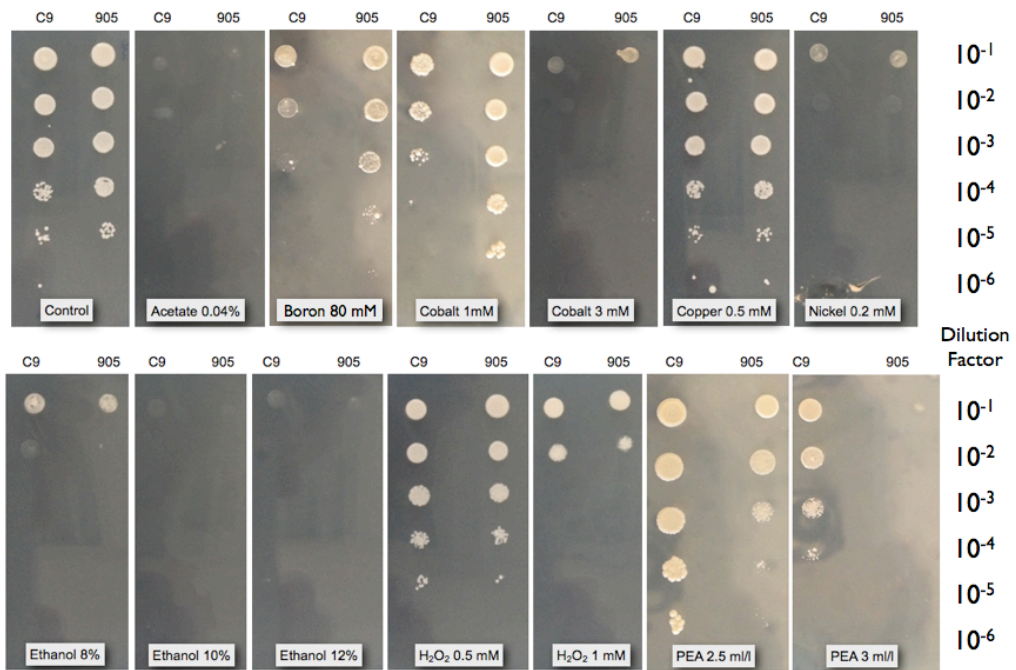 C9 905 C9 905 C9 905 C9 905 C9 905 C9 905 C9 905
10⁻¹
10⁻²
10⁻³
10⁻⁴
10⁻⁵
10⁻⁶
Control Acetate 0.04% Boron 80 mM Cobalt 1mM Cobalt 3 mM Copper 0.5 mM Nickel 0.2 mM
Dilution
Factor
C9 905 C9 905 C9 905 C9 905 C9 905 C9 905 C9 905
10⁻¹
10⁻²
10⁻³
10⁻⁴
10⁻⁵
10⁻⁶
Ethanol 8% Ethanol 10% Ethanol 12% H₂O₂ 0.5 mM H₂O₂ 1 mM PEA 2.5 ml/l PEA 3 ml/l